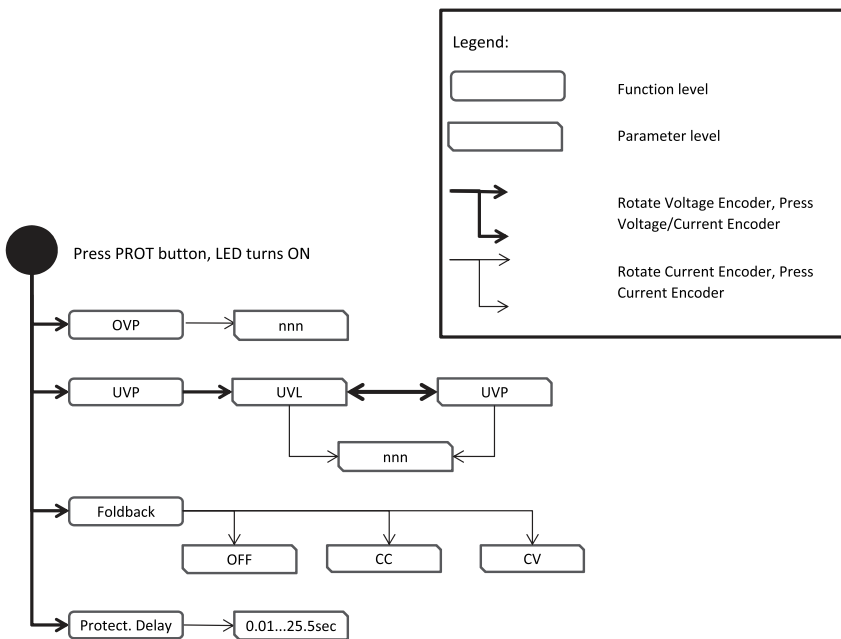 Legend:
Function level
Parameter level
Rotate Voltage Encoder, Press
Voltage/Current Encoder
Rotate Current Encoder, Press
Current Encoder
Press PROT button, LED turns ON
OVP
nnn
UVP
UVL
UVP
nnn
Foldback
OFF
CC
CV
Protect. Delay
0.01...25.5sec